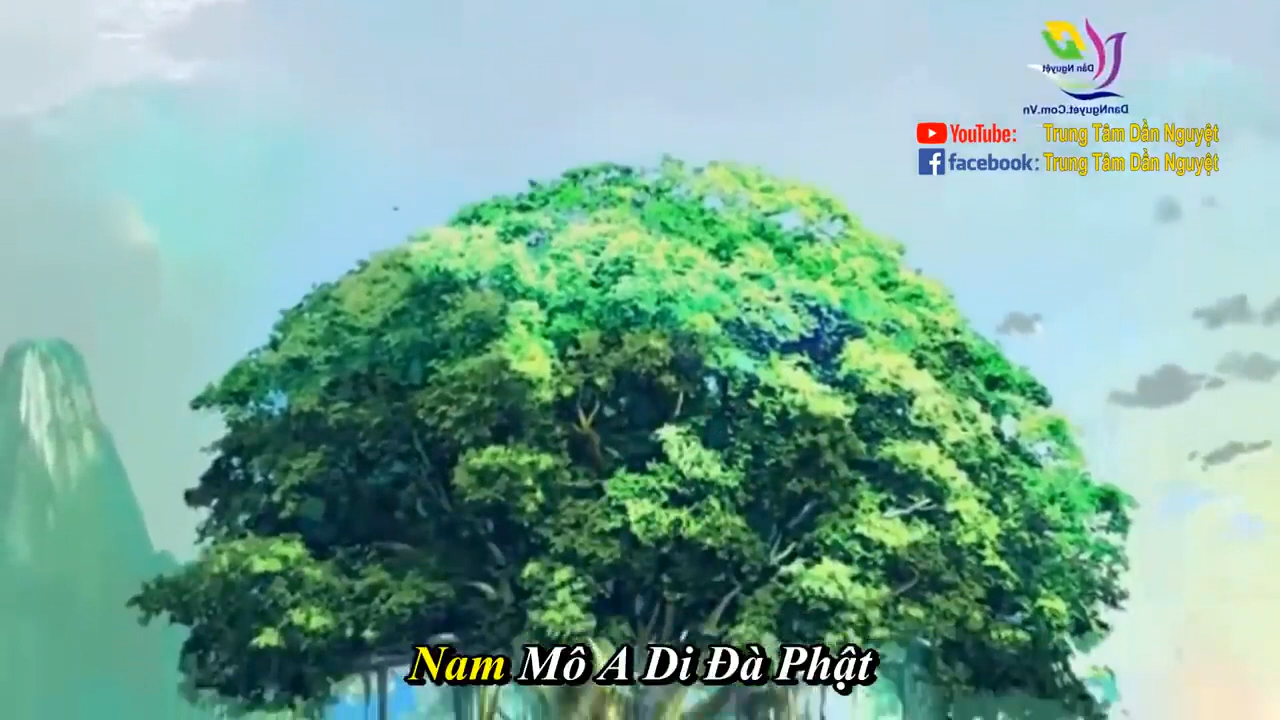 Dần Nguyệt
DanNguyet.Com.Vn
YouTube: Trung Tâm Dần Nguyệt
facebook: Trung Tâm Dần Nguyệt
Nam Mô A Di Đà Phật